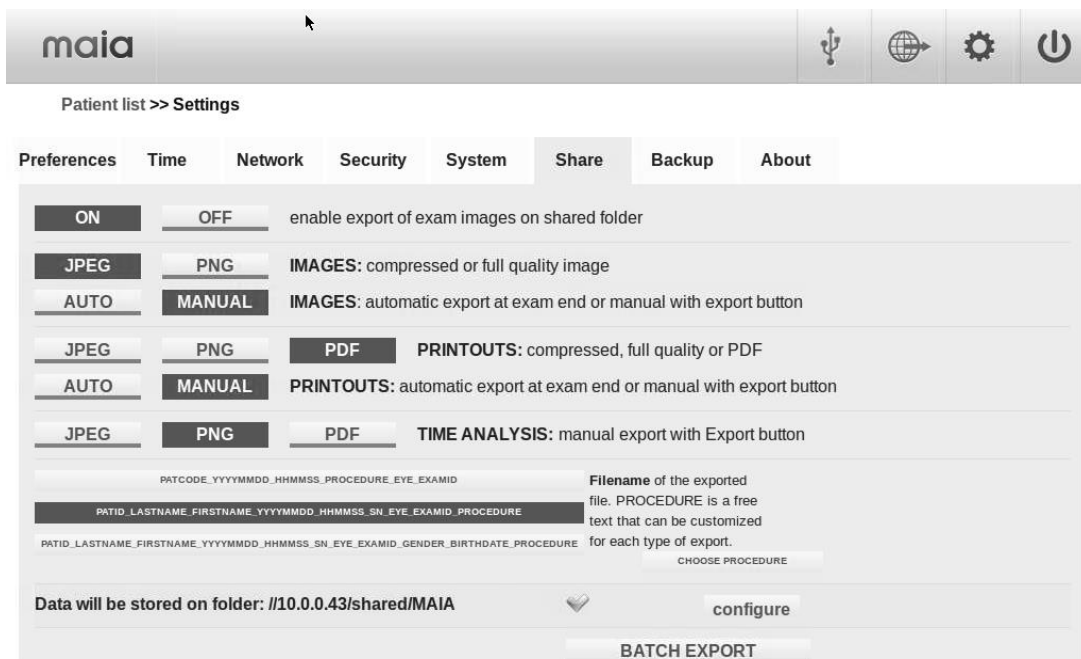 maia
Patient list >> Settings
Preferences Time Network Security System Share Backup About
ON OFF enable export of exam images on shared folder
JPEG PNG IMAGES: compressed or full quality image
AUTO MANUAL IMAGES: automatic export at exam end or manual with export button
JPEG PNG PDF PRINTOUTS: compressed, full quality or PDF
AUTO MANUAL PRINTOUTS: automatic export at exam end or manual with export button
JPEG PNG PDF TIME ANALYSIS: manual export with Export button
PATCODE_YYYYMMDD_HHMMSS_PROCEDURE_EYE_EXAMID
PATID_LASTNAME_FIRSTNAME_YYYYMMDD_HHMMSS_SN_EYE_EXAMID_PROCEDURE
PATID_LASTNAME_FIRSTNAME_YYYYMMDD_HHMMSS_SN_EYE_EXAMID_GENDER_BIRTHDATE_PROCEDURE
Filename of the exported
file. PROCEDURE is a free
text that can be customized
for each type of export.
CHOOSE PROCEDURE
Data will be stored on folder: //10.0.0.43/shared/MAIA configure
BATCH EXPORT